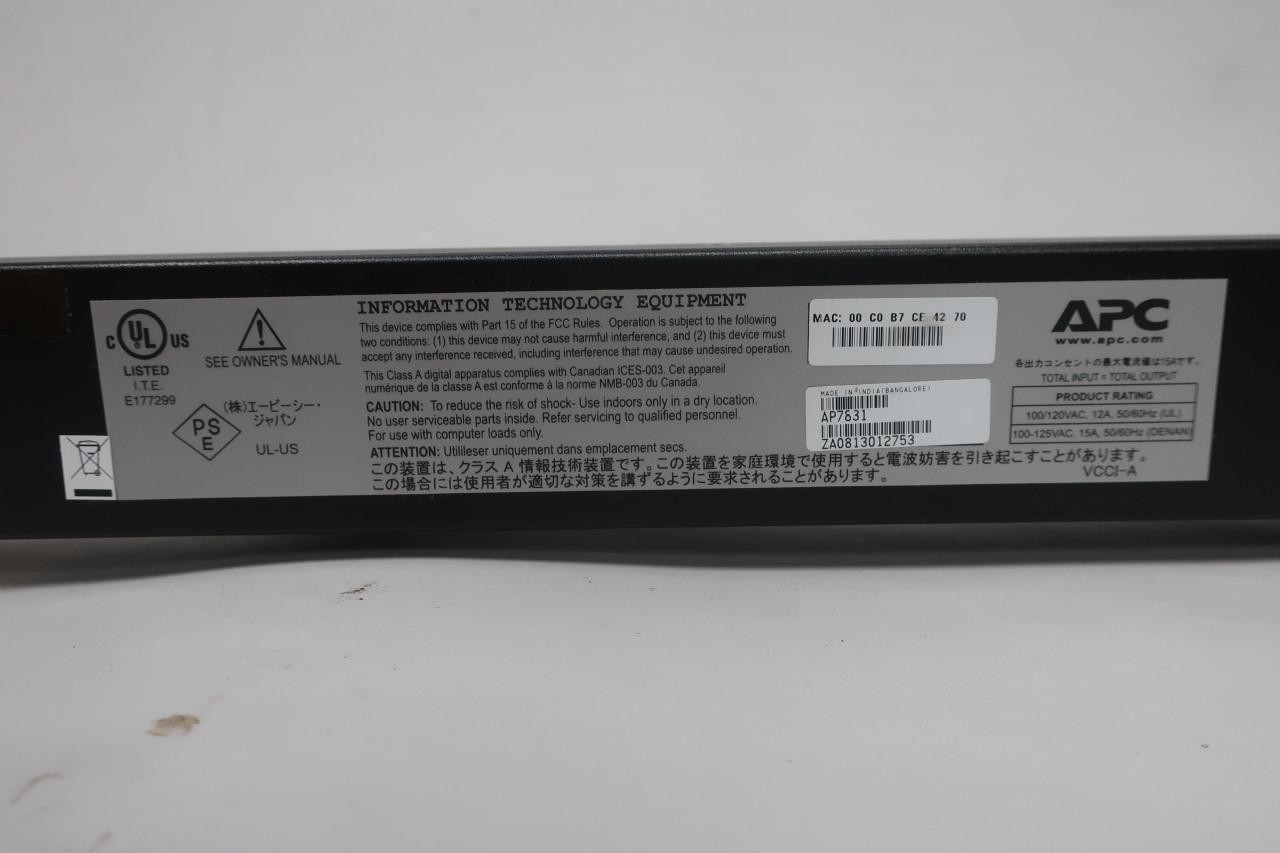 C UL US
LISTED
I.T.E.
E177299
SEE OWNER'S MANUAL
PS
E
(株)エーピーシー・
ジャパン
UL-US
INFORMATION TECHNOLOGY EQUIPMENT
This device complies with Part 15 of the FCC Rules. Operation is subject to the following
two conditions: (1) this device may not cause harmful interference, and (2) this device must
accept any interference received, including interference that may cause undesired operation.
This Class A digital apparatus complies with Canadian ICES-003. Cet appareil
numérique de la classe A est conforme à la norme NMB-003 du Canada.
CAUTION: To reduce the risk of shock- Use indoors only in a dry location.
No user serviceable parts inside. Refer servicing to qualified personnel.
For use with computer loads only.
ATTENTION: Utilileser uniquement dans emplacement secs.
この装置は、クラス A 情報技術装置です。この装置を家庭環境で使用すると電波妨害を引き起こすことがあります。
この場合には使用者が適切な対策を講ずるように要求されることがあります。
VCCI-A
MAC: 00 C0 B7 CF 42 70
MADE IN INDIA(BANGALORE)
AP7831
ZA0813012753
APC
www.apc.com
各出力コンセントの最大電流値は15Aです。
TOTAL INPUT = TOTAL OUTPUT
PRODUCT RATING
100/120VAC, 12A, 50/60Hz (UL)
100-125VAC, 15A, 50/60Hz (DENAN)